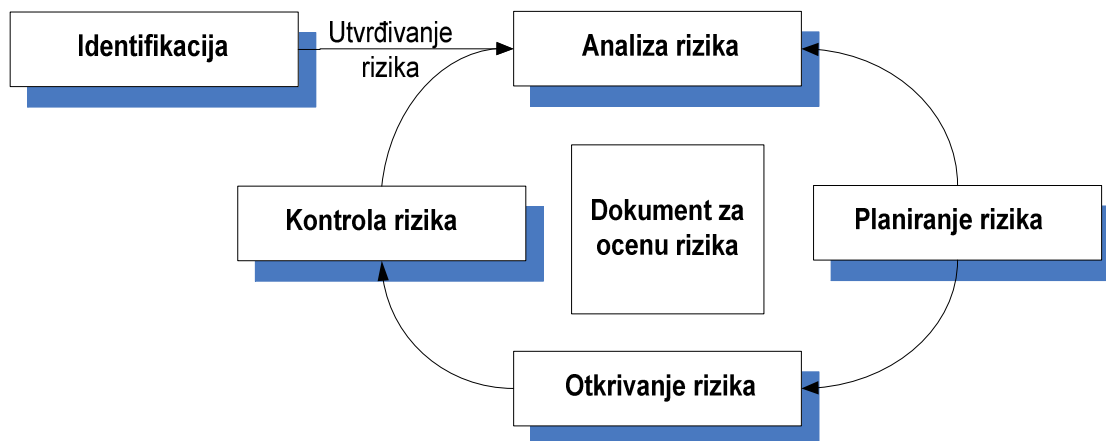 Identifikacija
Utvrđivanje
rizika
Analiza rizika
Kontrola rizika
Dokument za
ocenu rizika
Planiranje rizika
Otkrivanje rizika